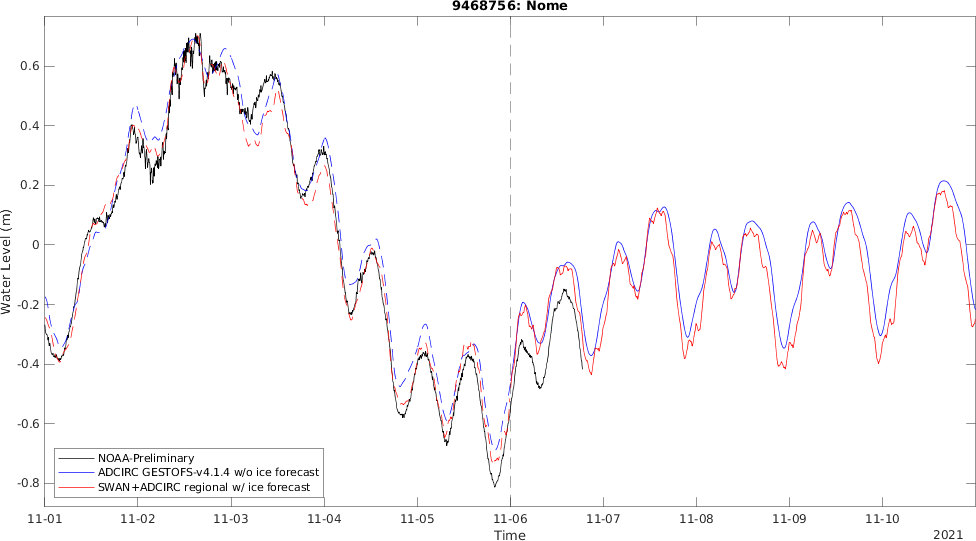 9468756: Nome
Water Level (m)
0.6
0.4
0.2
0
-0.2
-0.4
-0.6
-0.8
NOAA-Preliminary
ADCIRC GESTOFS-v4.1.4 w/o ice forecast
SWAN+ADCIRC regional w/ ice forecast
11-01 11-02 11-03 11-04 11-05 11-06 11-07 11-08 11-09 11-10
Time
2021